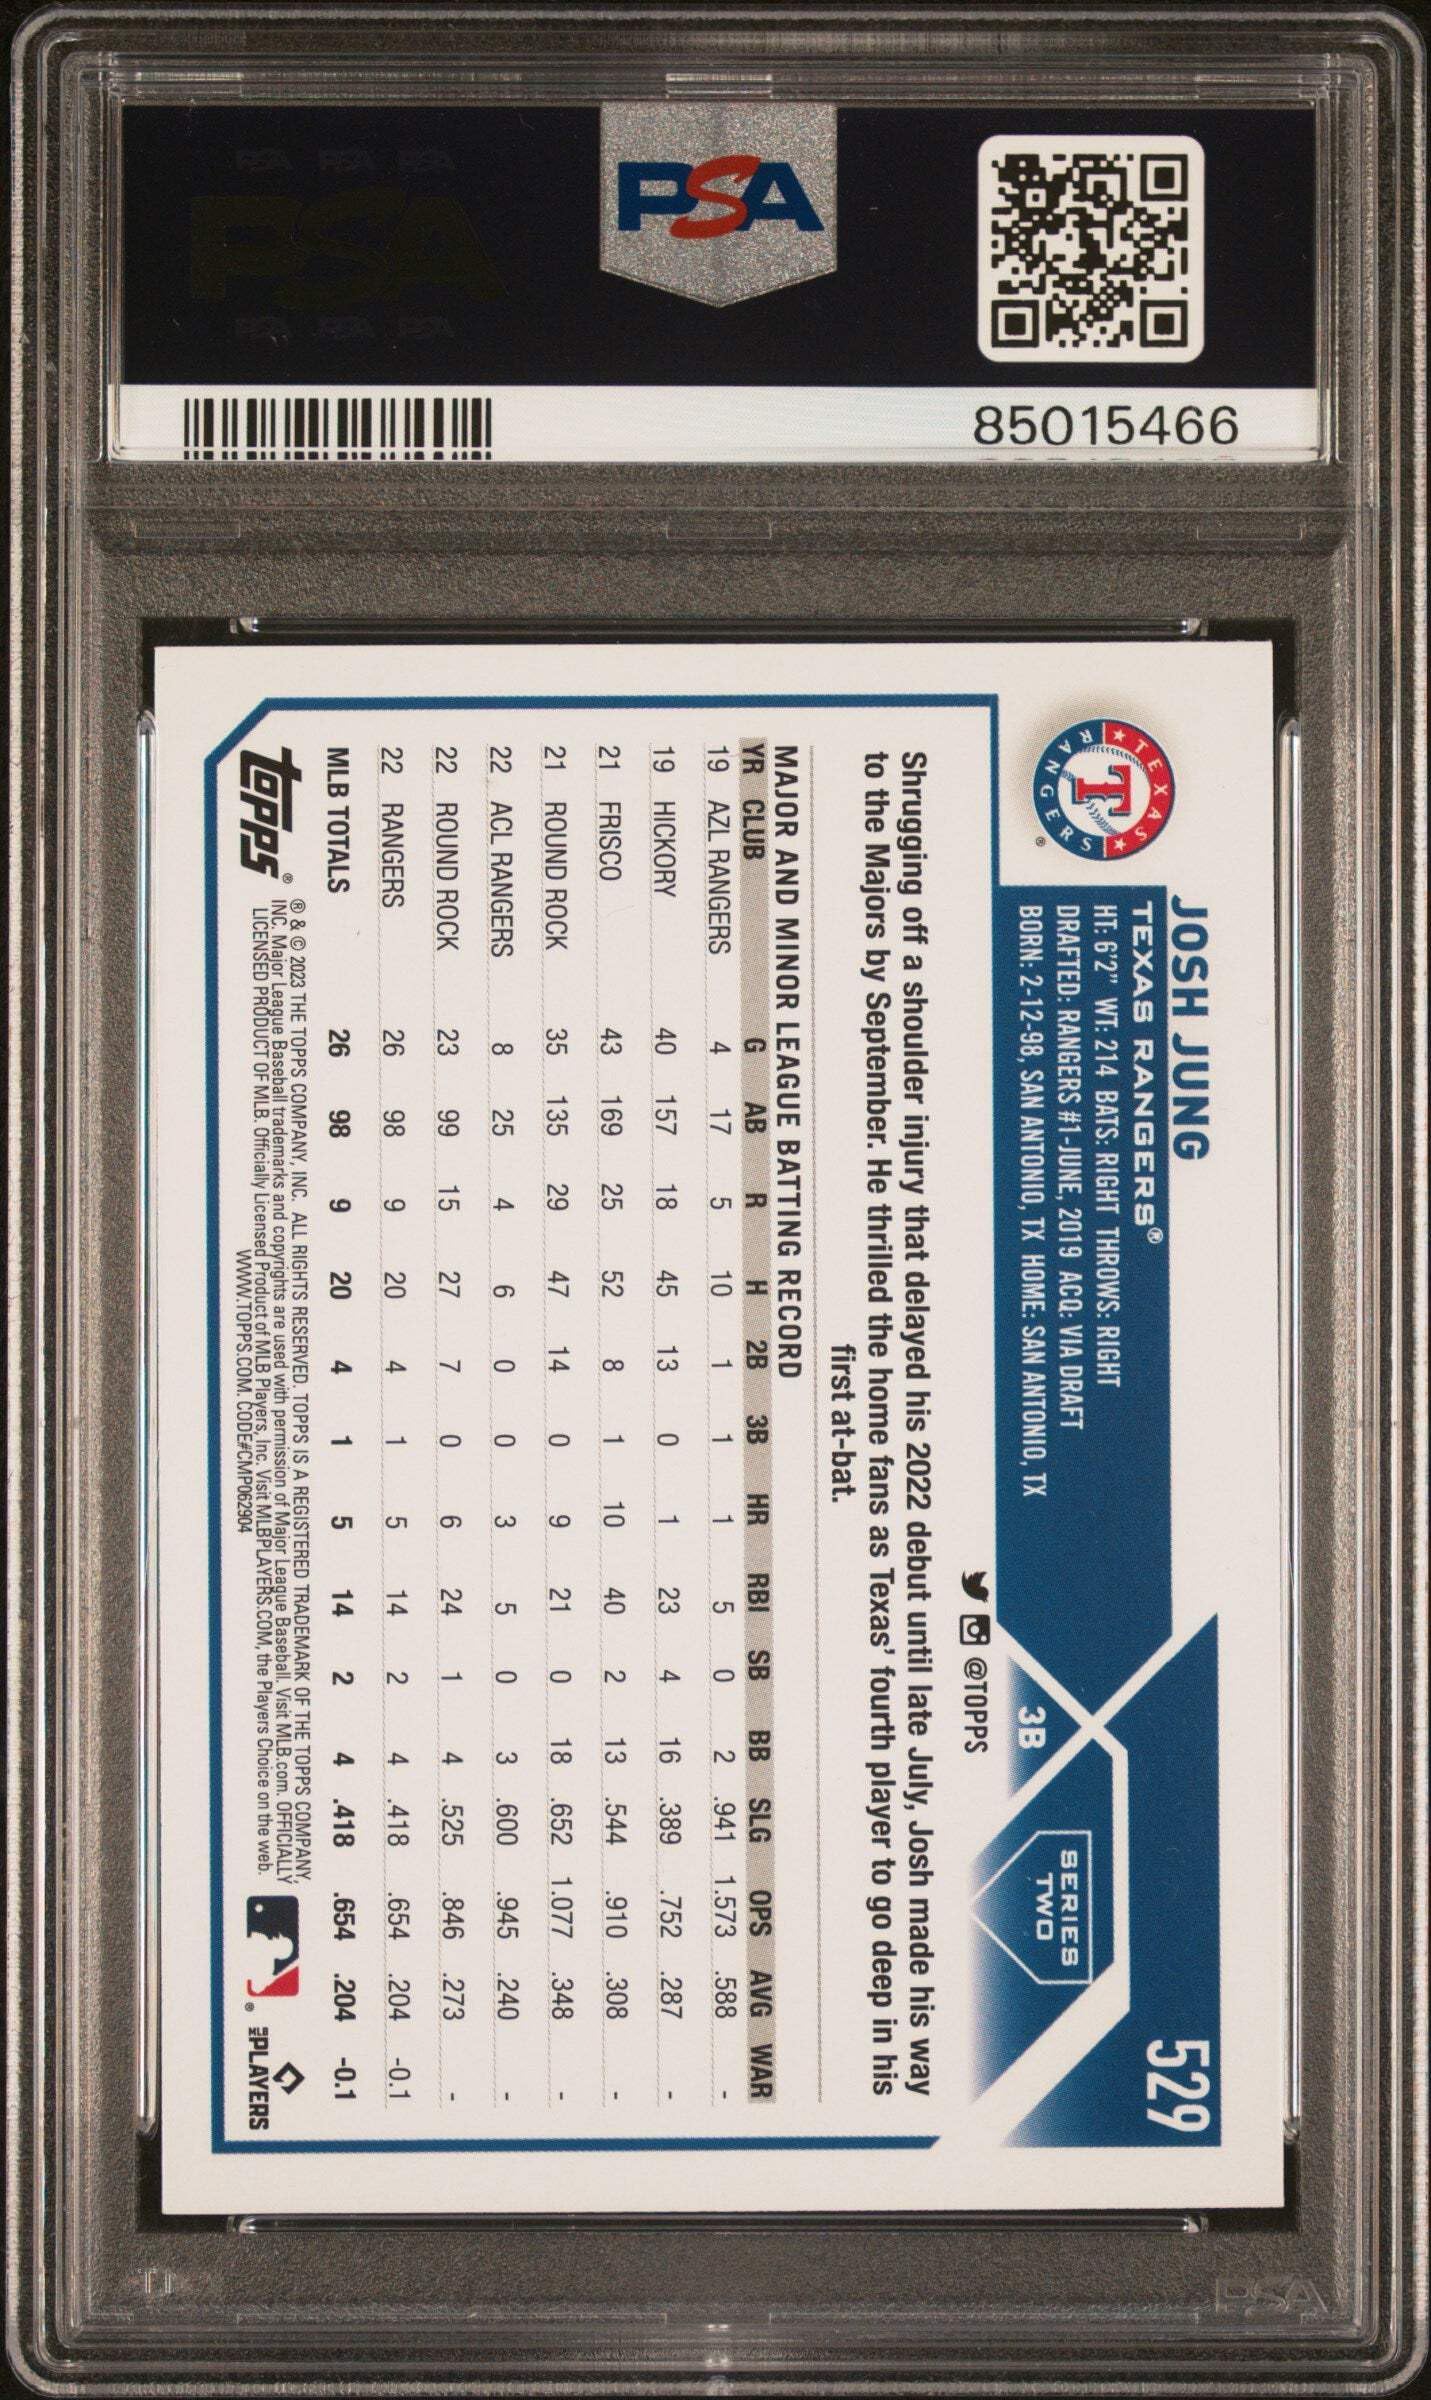 PSA PSA PSA
PSA
PSA PSA PSA
PSA
85015466
JOSH JUNG
TEXAS RANGERS®
HT: 6'2" WT: 214 BATS: RIGHT THROWS: RIGHT
DRAFTED: RANGERS #1-JUNE, 2019 ACQ: VIA DRAFT
BORN: 2-12-98, SAN ANTONIO, TX HOME: SAN ANTONIO, TX
TEXAS RANGERS
T
®
529
3B
SERIES
TWO
@TOPPS
Shrugging off a shoulder injury that delayed his 2022 debut until late July, Josh made his way
to the Majors by September. He thrilled the home fans as Texas' fourth player to go deep in his
first at-bat.
MAJOR AND MINOR LEAGUE BATTING RECORD
YR CLUB G AB R H 2B 3B HR RBI SB BB SLG OPS AVG WAR
19 AZL RANGERS 4 17 5 10 1 1 1 5 0 2 .941 1.573 .588 -
19 HICKORY 40 157 18 45 13 0 1 23 4 16 .389 .752 .287 -
21 FRISCO 43 169 25 52 8 1 10 40 2 13 .544 .910 .308 -
21 ROUND ROCK 35 135 29 47 14 0 9 21 0 18 .652 1.077 .348 -
22 ACL RANGERS 8 25 4 6 0 0 3 5 0 3 .600 .945 .240 -
22 ROUND ROCK 23 99 15 27 7 0 6 24 1 4 .525 .846 .273 -
22 RANGERS 26 98 9 20 4 1 5 14 2 4 .418 .654 .204 -0.1
MLB TOTALS 26 98 9 20 4 1 5 14 2 4 .418 .654 .204 -0.1
topps®
® & © 2023 THE TOPPS COMPANY, INC. ALL RIGHTS RESERVED. TOPPS IS A REGISTERED TRADEMARK OF THE TOPPS COMPANY,
INC. Major League Baseball trademarks and copyrights are used with permission of Major League Baseball. Visit MLB.com. OFFICIALLY
LICENSED PRODUCT OF MLB. Officially Licensed Product of MLB Players, Inc. Visit MLBPLAYERS.COM, the Players Choice on the web.
WWW.TOPPS.COM. CODE#CMP062904
®
MLB PLAYERS
PSA